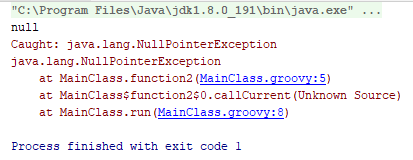 "C:\Program Files\Java\jdk1.8.0_191\bin\java.exe" ...
null
Caught: java.lang.NullPointerException
java.lang.NullPointerException
at MainClass.function2(MainClass.groovy:5)
at MainClass$function2$0.callCurrent(Unknown Source)
at MainClass.run(MainClass.groovy:8)
Process finished with exit code 1